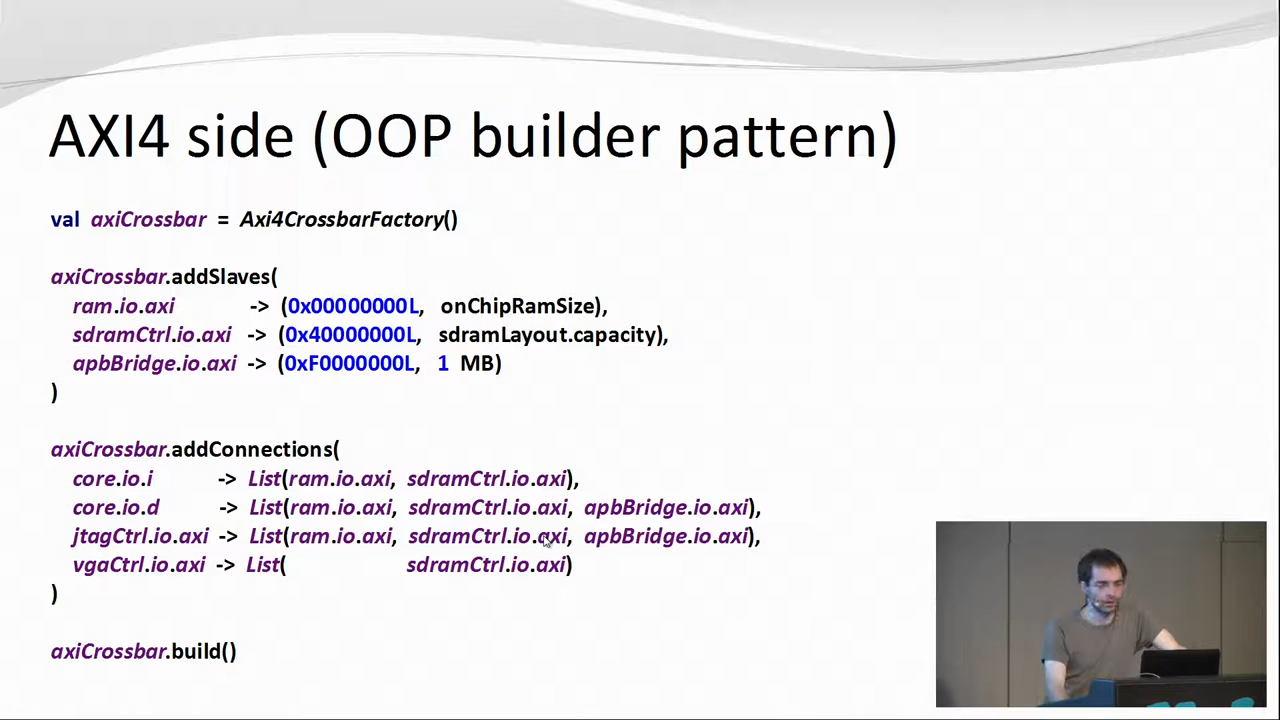 AXI4 side (OOP builder pattern)
val axiCrossbar = Axi4CrossbarFactory()
axiCrossbar.addSlaves(
ram.io.axi -> (0x00000000L, onChipRamSize),
sdramCtrl.io.axi -> (0x40000000L, sdramLayout.capacity),
apbBridge.io.axi -> (0xF0000000L, 1 MB)
)
axiCrossbar.addConnections(
core.io.i -> List(ram.io.axi, sdramCtrl.io.axi),
core.io.d -> List(ram.io.axi, sdramCtrl.io.axi, apbBridge.io.axi),
jtagCtrl.io.axi -> List(ram.io.axi, sdramCtrl.io.axi, apbBridge.io.axi),
vgaCtrl.io.axi -> List( sdramCtrl.io.axi)
)
axiCrossbar.build()